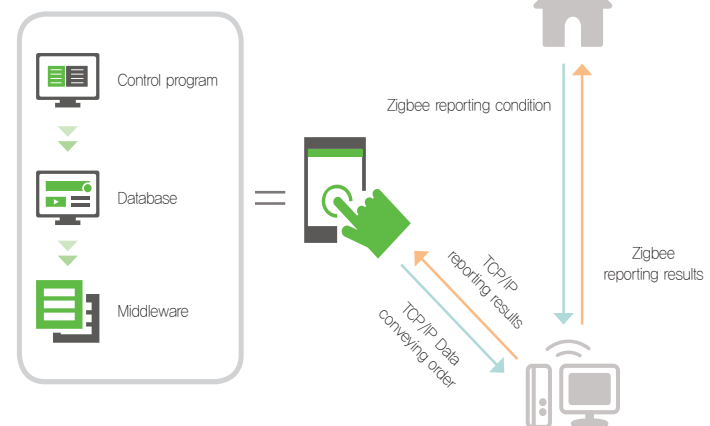 Control program
Database
Middleware
Zigbee reporting condition
Zigbee
reporting results
TCP/IP
reporting results
TCP/IP Data
conveying order